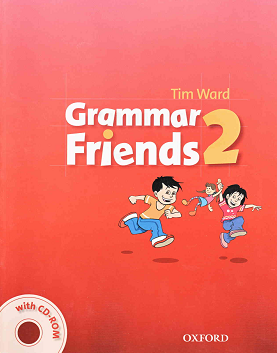 Tim Ward
Grammar
Friends 2
with CD-ROM
OXFORD